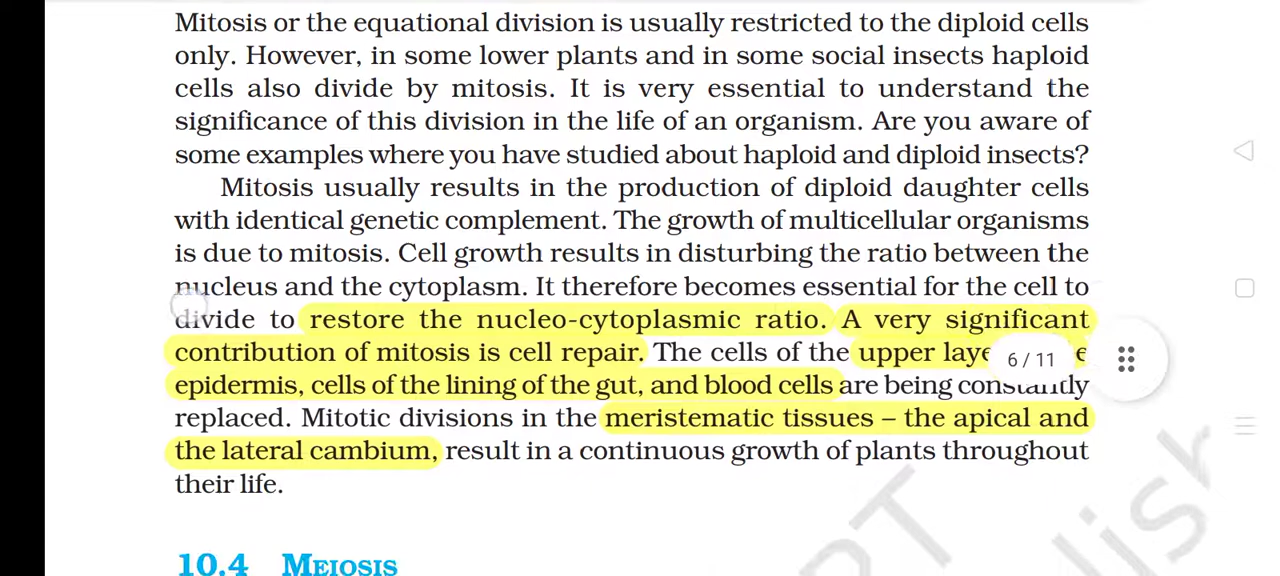 Mitosis or the equational division is usually restricted to the diploid cells
only. However, in some lower plants and in some social insects haploid
cells also divide by mitosis. It is very essential to understand the
significance of this division in the life of an organism. Are you aware of
some examples where you have studied about haploid and diploid insects?
Mitosis usually results in the production of diploid daughter cells
with identical genetic complement. The growth of multicellular organisms
is due to mitosis. Cell growth results in disturbing the ratio between the
nucleus and the cytoplasm. It therefore becomes essential for the cell to
divide to restore the nucleo-cytoplasmic ratio. A very significant
contribution of mitosis is cell repair. The cells of the upper
6 / 11
epidermis, cells of the lining of the gut, and blood cells are being constantly
replaced. Mitotic divisions in the meristematic tissues – the apical and
the lateral cambium, result in a continuous growth of plants throughout
their life.
10.4 MEIOSIS